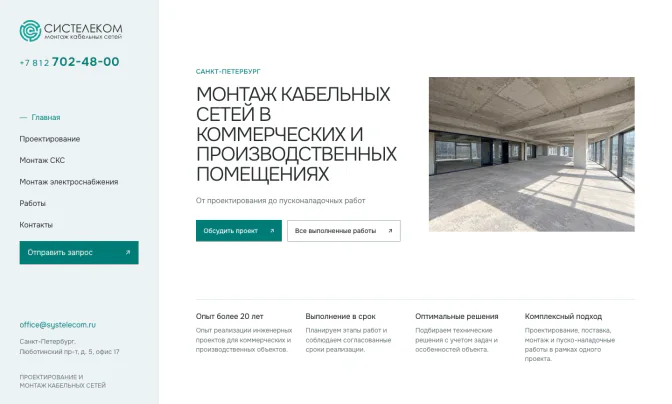 СИСТЕЛЕКОМ
монтаж кабельных сетей
+7 812 702-48-00
— Главная
Проектирование
Монтаж СКС
Монтаж электроснабжения
Работы
Контакты
Отправить запрос
office@systelecom.ru
Санкт-Петербург,
Люботинский пр-т, д. 5, офис 17
ПРОЕКТИРОВАНИЕ И
МОНТАЖ КАБЕЛЬНЫХ СЕТЕЙ
САНКТ-ПЕТЕРБУРГ
МОНТАЖ КАБЕЛЬНЫХ
СЕТЕЙ В
КОММЕРЧЕСКИХ И
ПРОИЗВОДСТВЕННЫХ
ПОМЕЩЕНИЯХ
От проектирования до пусконаладочных работ
Обсудить проект
Все выполненные работы
Опыт более 20 лет
Опыт реализации инженерных
проектов для коммерческих и
производственных объектов.
Выполнение в срок
Планируем этапы работ и
соблюдаем согласованные
сроки реализации.
Оптимальные решения
Подбираем технические
решения с учетом задач и
особенностей объекта.
Комплексный подход
Проектирование, поставка,
монтаж и пуско-наладочные
работы в рамках одного
проекта.